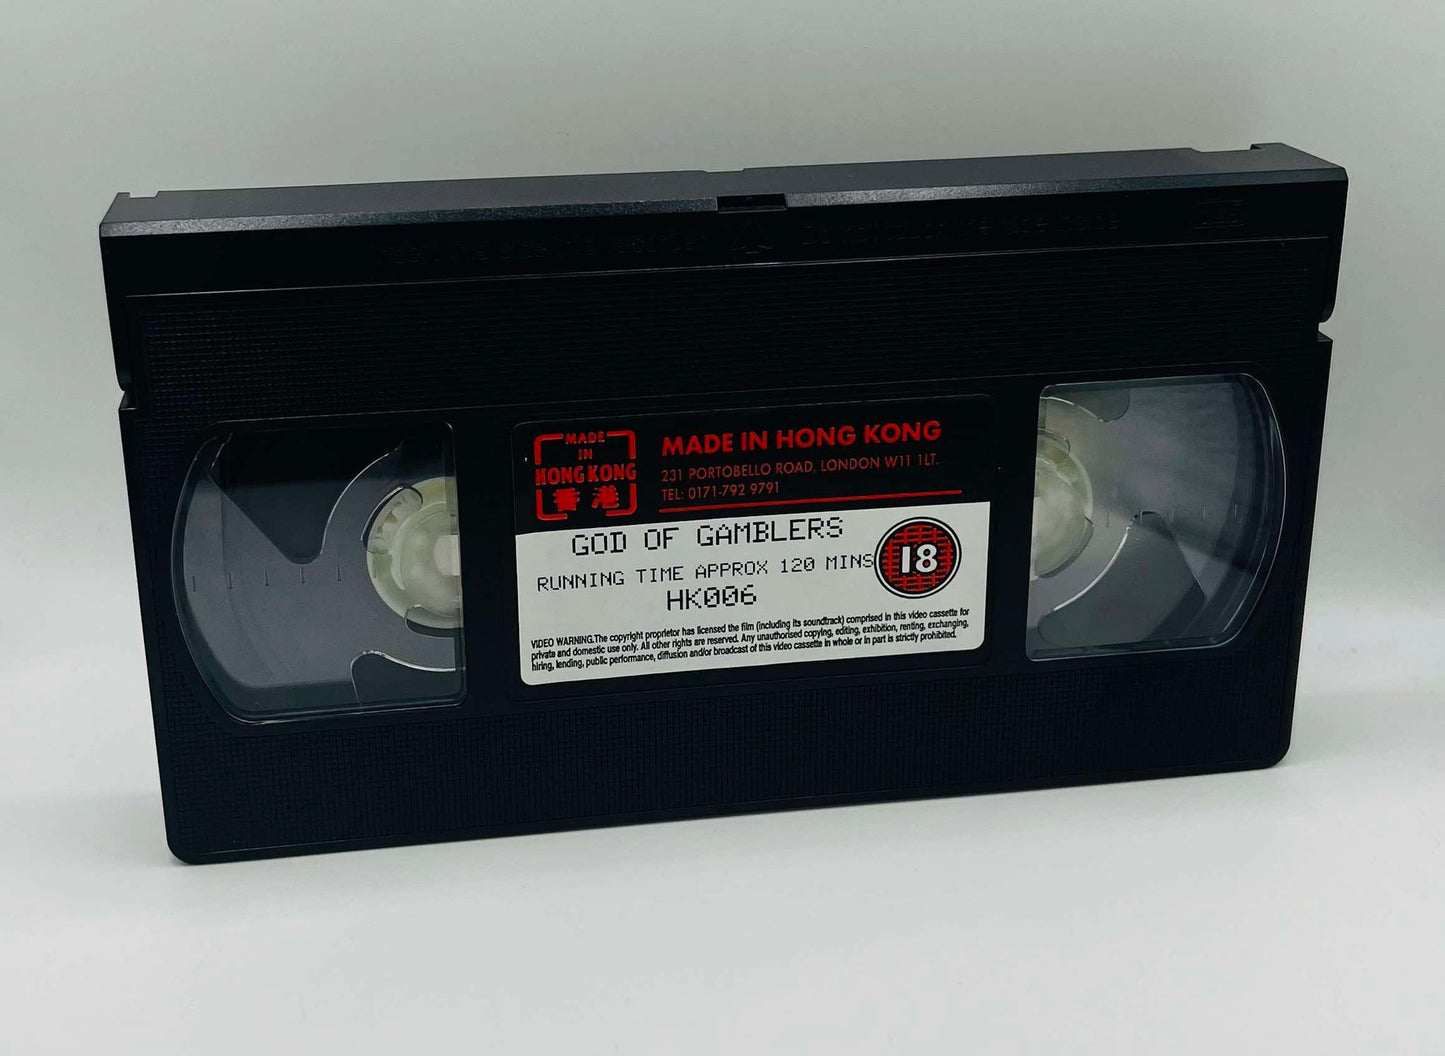 MADE
IN
HONG KONG
香港
MADE IN HONG KONG
231 PORTOBELLO ROAD, LONDON W11 1LT.
TEL: 0171-792 9791
GOD OF GAMBLERS
RUNNING TIME APPROX 120 MINS
18
HK006
VIDEO WARNING.The copyright proprietor has licensed the film (including its soundtrack) comprised in this video cassette for
private and domestic use only. All other rights are reserved. Any unauthorised copying, editing, exhibition, renting, exchanging,
hiring, lending, public performance, diffusion and/or broadcast of this video cassette in whole or in part is strictly prohibited.